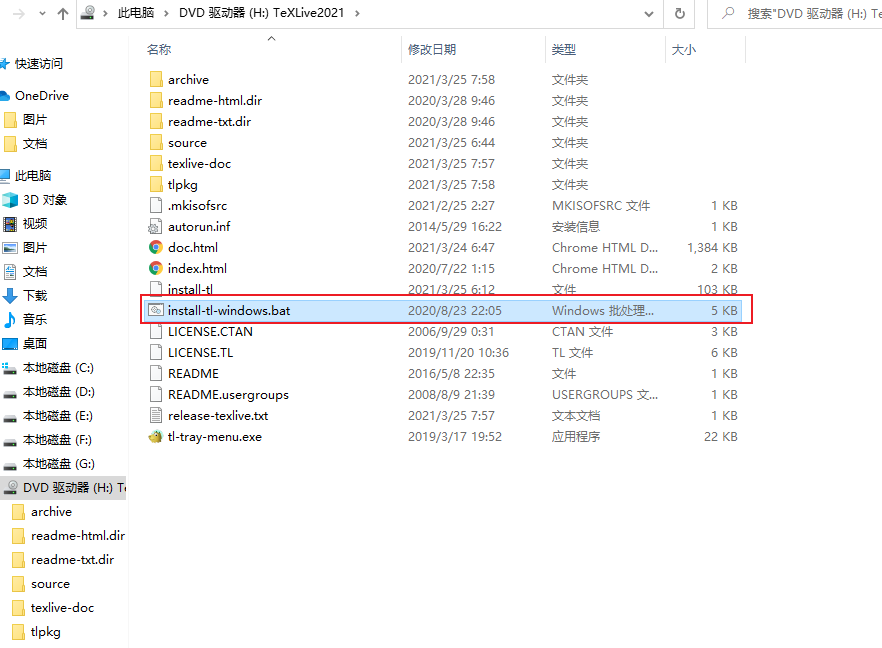 此电脑 DVD 驱动器 (H:) TeXLive2021 搜索"DVD 驱动器 (H:) Te
名称 修改日期 类型 大小
快速访问
OneDrive
图片
文档
此电脑
3D 对象
视频
图片
文档
下载
音乐
桌面
本地磁盘 (C:)
本地磁盘 (D:)
本地磁盘 (E:)
本地磁盘 (F:)
本地磁盘 (G:)
DVD 驱动器 (H:) Te
archive
readme-html.dir
readme-txt.dir
source
texlive-doc
tlpkg
archive 2021/3/25 7:58 文件夹
readme-html.dir 2020/3/28 9:46 文件夹
readme-txt.dir 2020/3/28 9:46 文件夹
source 2021/3/25 6:44 文件夹
texlive-doc 2021/3/25 7:57 文件夹
tlpkg 2021/3/25 7:58 文件夹
.mkisofsrc 2021/2/25 2:27 MKISOFSRC 文件 1 KB
autorun.inf 2014/5/29 16:22 安装信息 1 KB
doc.html 2021/3/24 6:47 Chrome HTML D... 1,384 KB
index.html 2020/7/22 1:15 Chrome HTML D... 2 KB
install-tl 2021/3/25 6:12 文件 103 KB
install-tl-windows.bat 2020/8/23 22:05 Windows 批处理... 5 KB
LICENSE.CTAN 2006/9/29 0:31 CTAN 文件 3 KB
LICENSE.TL 2019/11/20 10:36 TL 文件 6 KB
README 2016/5/8 22:35 文件 1 KB
README.usergroups 2008/8/9 21:39 USERGROUPS 文... 1 KB
release-texlive.txt 2021/3/25 7:57 文本文档 1 KB
tl-tray-menu.exe 2019/3/17 19:52 应用程序 22 KB